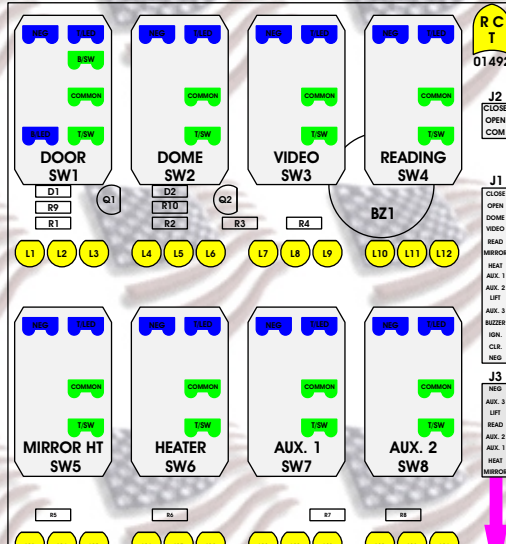 NEG T/LED NEG T/LED NEG T/LED NEG T/LED
B/SW
COMMON COMMON COMMON COMMON
B/LED T/SW T/SW T/SW T/SW
DOOR DOME VIDEO READING
SW1 SW2 SW3 SW4
D1 D2
R9 Q1 R10 Q2
R1 R2 R3 R4 BZ1
L1 L2 L3 L4 L5 L6 L7 L8 L9 L10 L11 L12
NEG T/LED NEG T/LED NEG T/LED NEG T/LED
COMMON COMMON COMMON COMMON
T/SW T/SW T/SW T/SW
MIRROR HT HEATER AUX. 1 AUX. 2
SW5 SW6 SW7 SW8
R5 R6 R7 R8
R C
T
01492
J2
CLOSE
OPEN
COM
J1
CLOSE
OPEN
DOME
VIDEO
READ
MIRROR
HEAT
AUX. 1
AUX. 2
LIFT
AUX. 3
BUZZER
IGN.
CLR.
NEG
J3
NEG
AUX. 3
LIFT
READ
AUX. 2
AUX. 1
HEAT
MIRROR